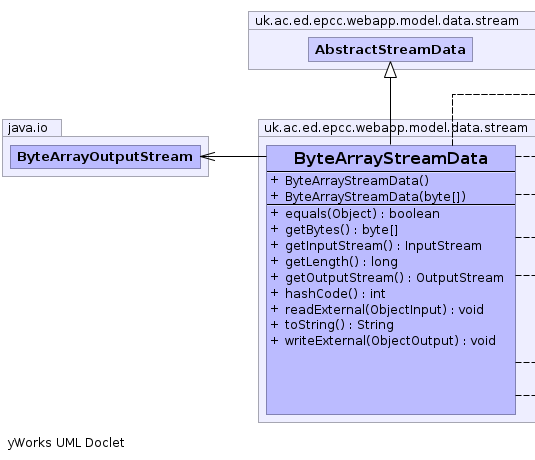 uk.ac.ed.epcc.webapp.model.data.stream
AbstractStreamData
java.io
ByteArrayOutputStream
uk.ac.ed.epcc.webapp.model.data.stream
ByteArrayStreamData
+ ByteArrayStreamData()
+ ByteArrayStreamData(byte[])
+ equals(Object) : boolean
+ getBytes() : byte[]
+ getInputStream() : InputStream
+ getLength() : long
+ getOutputStream() : OutputStream
+ hashCode() : int
+ readExternal(ObjectInput) : void
+ toString() : String
+ writeExternal(ObjectOutput) : void
yWorks UML Doclet